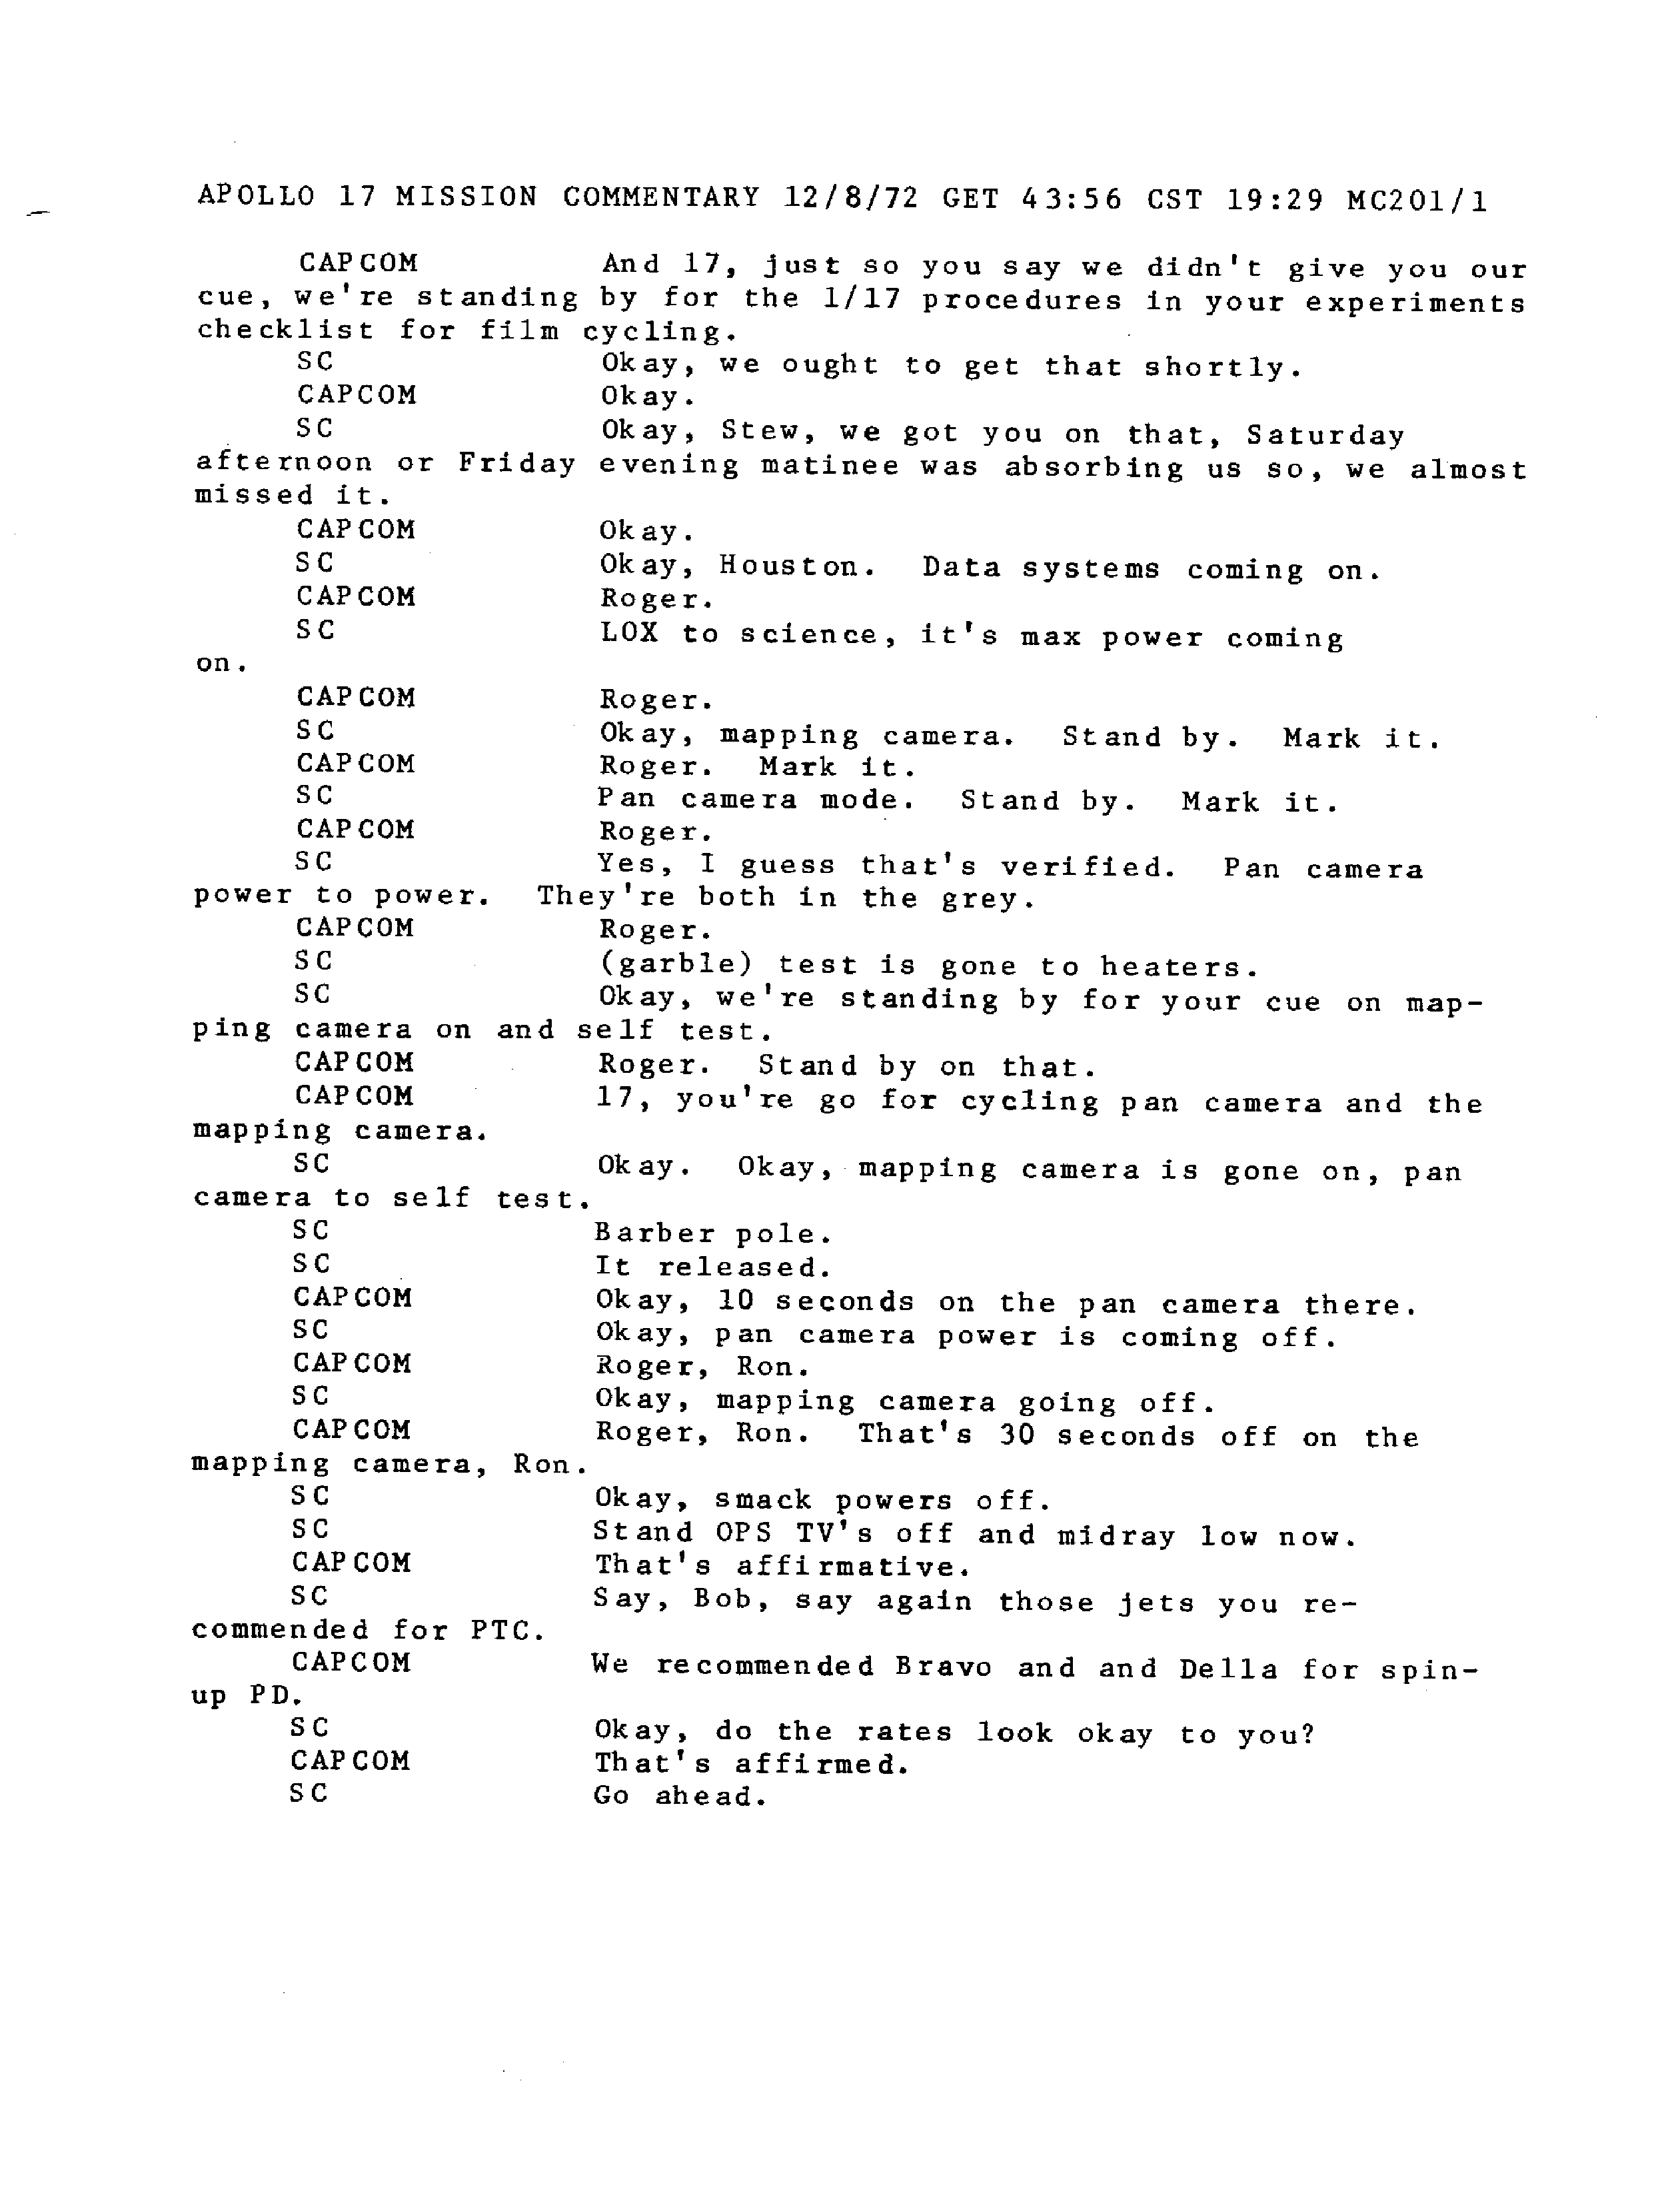 APOLLO 17 MISSION COMMENTARY 12/8/72 GET 43:56 CST 19:29 MC201/1
CAPCOM And 17, just so you say we didn't give you our
cue, we're standing by for the 1/17 procedures in your experiments
checklist for film cycling.
SC Okay, we ought to get that shortly.
CAPCOM Okay.
SC Okay, Stew, we got you on that, Saturday
afternoon or Friday evening matinee was absorbing us so, we almost
missed it.
CAPCOM Okay.
SC Okay, Houston. Data systems coming on.
CAPCOM Roger.
SC LOX to science, it's max power coming
on.
CAPCOM Roger.
SC Okay, mapping camera. Stand by. Mark it.
CAPCOM Roger. Mark it.
SC Pan camera mode. Stand by. Mark it.
CAPCOM Roger.
SC Yes, I guess that's verified. Pan camera
power to power. They're both in the grey.
CAPCOM Roger.
SC (garble) test is gone to heaters.
SC Okay, we're standing by for your cue on map-
ping camera on and self test.
CAPCOM Roger. Stand by on that.
CAPCOM 17, you're go for cycling pan camera and the
mapping camera.
SC Okay. Okay, mapping camera is gone on, pan
camera to self test.
SC Barber pole.
SC It released.
CAPCOM Okay, 10 seconds on the pan camera there.
SC Okay, pan camera power is coming off.
CAPCOM Roger, Ron.
SC Okay, mapping camera going off.
CAPCOM Roger, Ron. That's 30 seconds off on the
mapping camera, Ron.
SC Okay, smack powers off.
SC Stand OPS TV's off and midray low now.
CAPCOM That's affirmative.
SC Say, Bob, say again those jets you re-
commended for PTC.
CAPCOM We recommended Bravo and and Della for spin-
up PD.
SC Okay, do the rates look okay to you?
CAPCOM That's affirmed.
SC Go ahead.